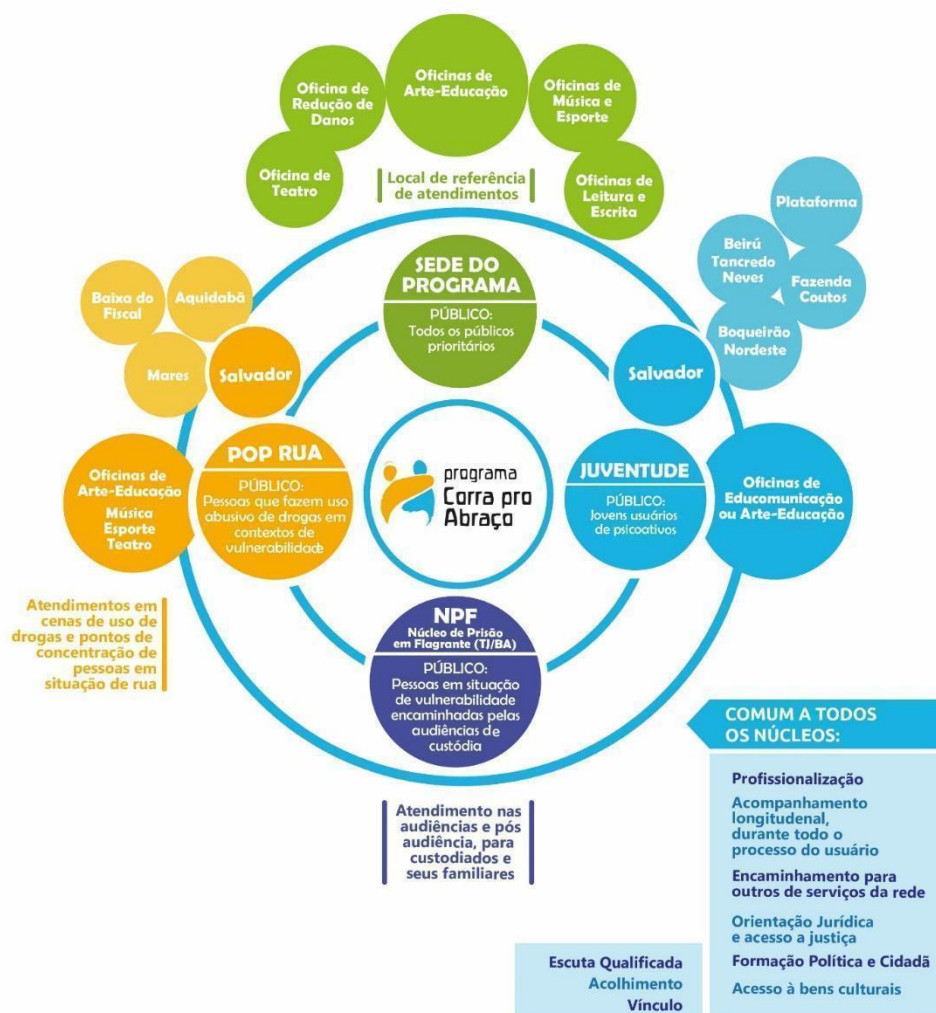 Oficinas de
Arte-Educação
Oficina de
Redução de
Danos
Oficinas de
Música e
Esporte
Oficina de
Teatro
Local de referência
de atendimentos
Oficinas de
Leitura e
Escrita
Plataforma
Beirú
Tancredo
Neves
Fazenda
Coutos
Boqueirão
Nordeste
Baixa do
Fiscal
Aquidabã
Mares
Salvador
SEDE DO
PROGRAMA
PÚBLICO:
Todos os públicos
prioritários
Salvador
Oficinas de
Arte-Educação
Música
Esporte
Teatro
POP RUA
PÚBLICO:
Pessoas que fazem uso
abusivo de drogas em
contextos de
vulnerabilidade
programa
Corra pro
Abraço
JUVENTUDE
PÚBLICO:
Jovens usuários
de psicoativos
Oficinas de
Educomunicação
ou Arte-Educação
Atendimentos em
cenas de uso de
drogas e pontos de
concentração de
pessoas em
situação de rua
NPF
Núcleo de Prisão
em Flagrante (TJ/BA)
PÚBLICO:
Pessoas em situação
de vulnerabilidade
encaminhadas pelas
audiências de
custódia
Atendimento nas
audiências e pós
audiência, para
custodiados e
seus familiares
COMUM A TODOS
OS NÚCLEOS:
Profissionalização
Acompanhamento
longitudenal,
durante todo o
processo do usuário
Encaminhamento para
outros de serviços da rede
Orientação Jurídica
e acesso a justiça
Formação Política e Cidadã
Acesso à bens culturais
Escuta Qualificada
Acolhimento
Vínculo